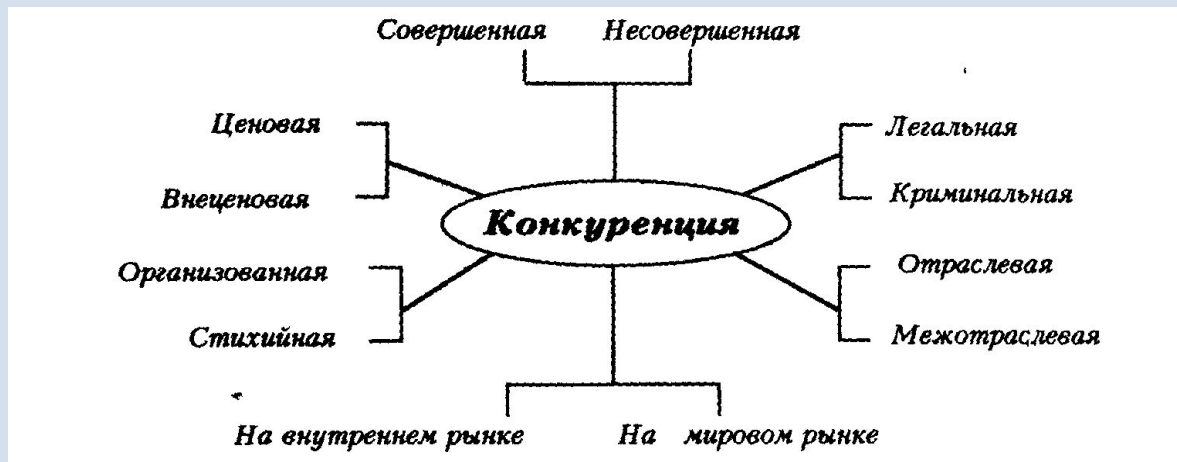 Совершенная Несовершенная
Ценовая Легальная
Внеценовая Криминальная
Конкуренция
Организованная Отраслевая
Стихийная Межотраслевая
На внутреннем рынке На мировом рынке